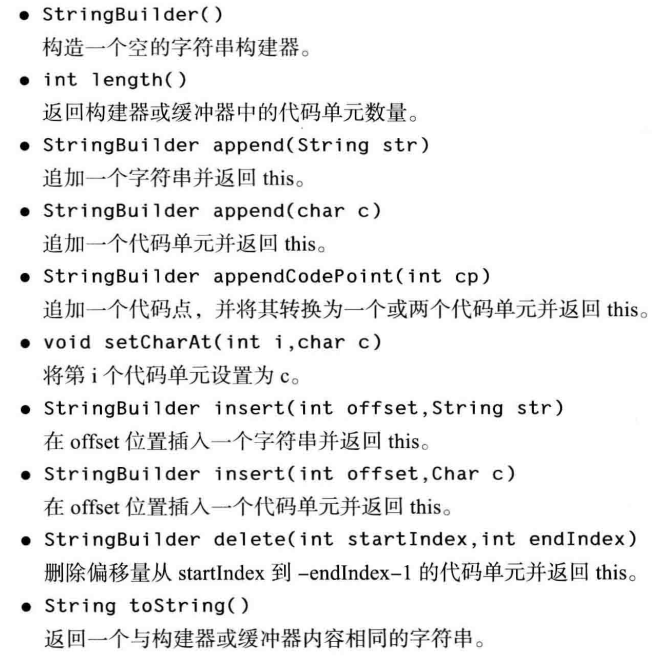 ● StringBuilder()
构造一个空的字符串构建器。
● int length()
返回构建器或缓冲器中的代码单元数量。
● StringBuilder append(String str)
追加一个字符串并返回 this。
● StringBuilder append(char c)
追加一个代码单元并返回 this。
● StringBuilder appendCodePoint(int cp)
追加一个代码点，并将其转换为一个或两个代码单元并返回 this。
● void setCharAt(int i,char c)
将第 i 个代码单元设置为 c。
● StringBuilder insert(int offset,String str)
在 offset 位置插入一个字符串并返回 this。
● StringBuilder insert(int offset,Char c)
在 offset 位置插入一个代码单元并返回 this。
● StringBuilder delete(int startIndex,int endIndex)
删除偏移量从 startIndex 到 –endIndex–1 的代码单元并返回 this。
● String toString()
返回一个与构建器或缓冲器内容相同的字符串。